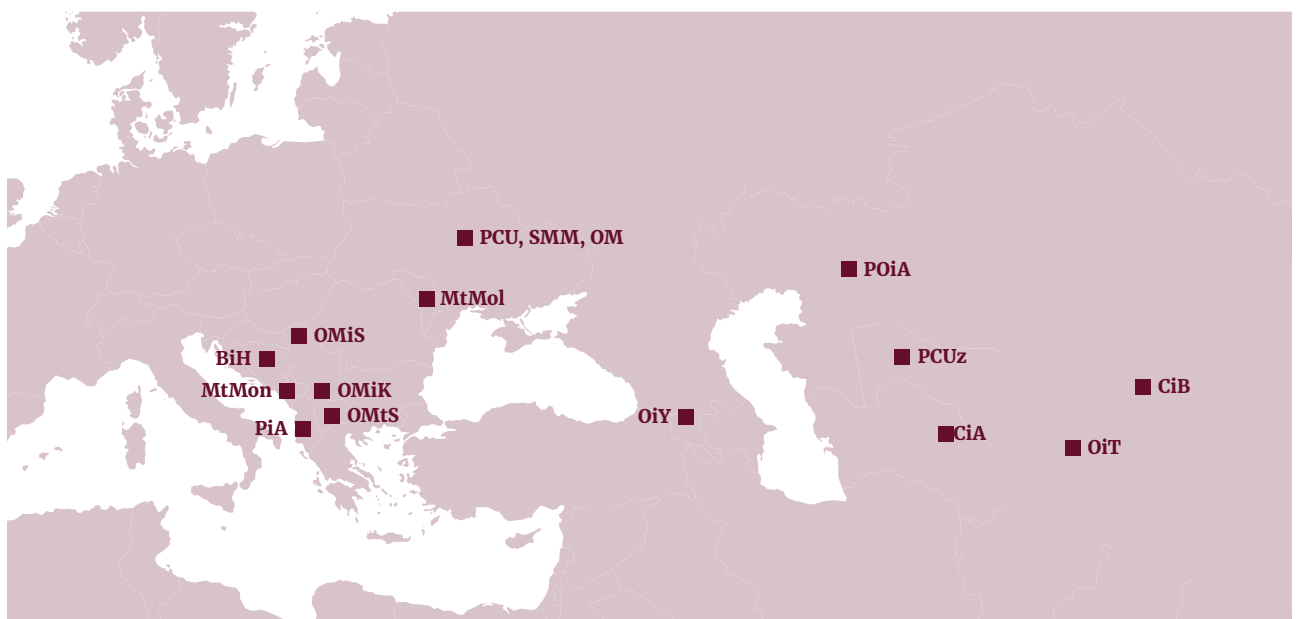 PCU, SMM, OM
POiA
MtMol
OMiS
BiH
PCUz
MtMon
OMiK
CiB
OMtS
OiY
PiA
CiA
OiT